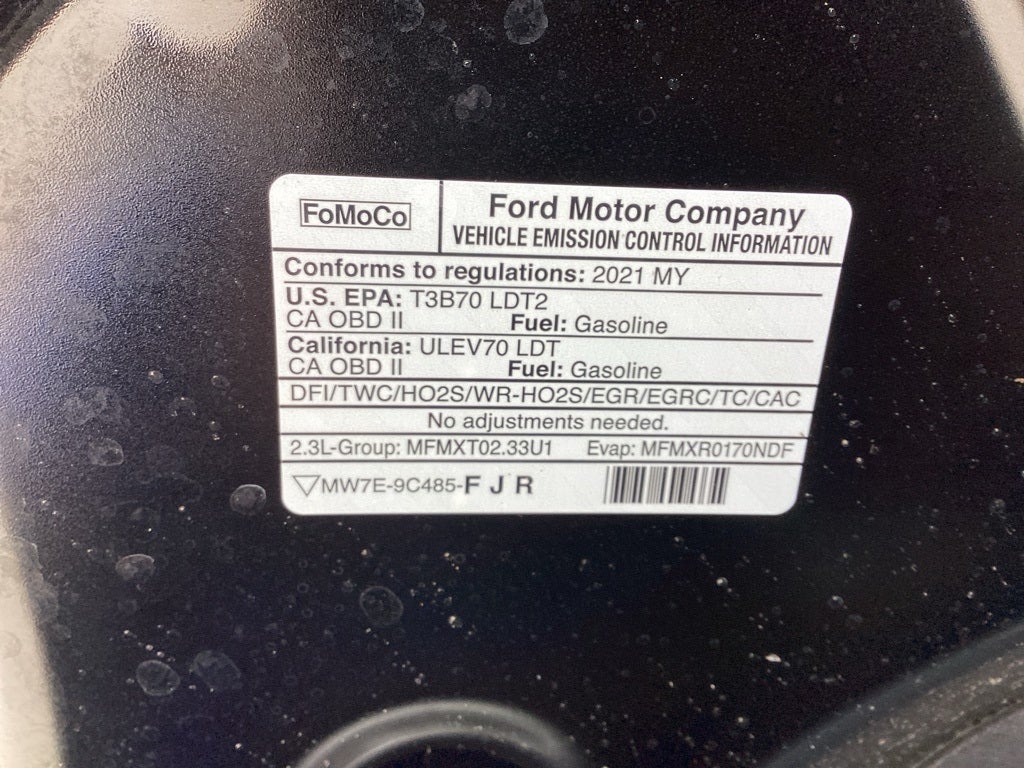 FoMoCo
Ford Motor Company
VEHICLE EMISSION CONTROL INFORMATION
Conforms to regulations: 2021 MY
U.S. EPA: T3B70 LDT2
CA OBD II Fuel: Gasoline
California: ULEV70 LDT
CA OBD II Fuel: Gasoline
DFI/TWC/HO2S/WR-HO2S/EGR/EGRC/TC/CAC
No adjustments needed.
2.3L-Group: MFMXT02.33U1 Evap: MFMXR0170NDF
▽MW7E-9C485-F J R